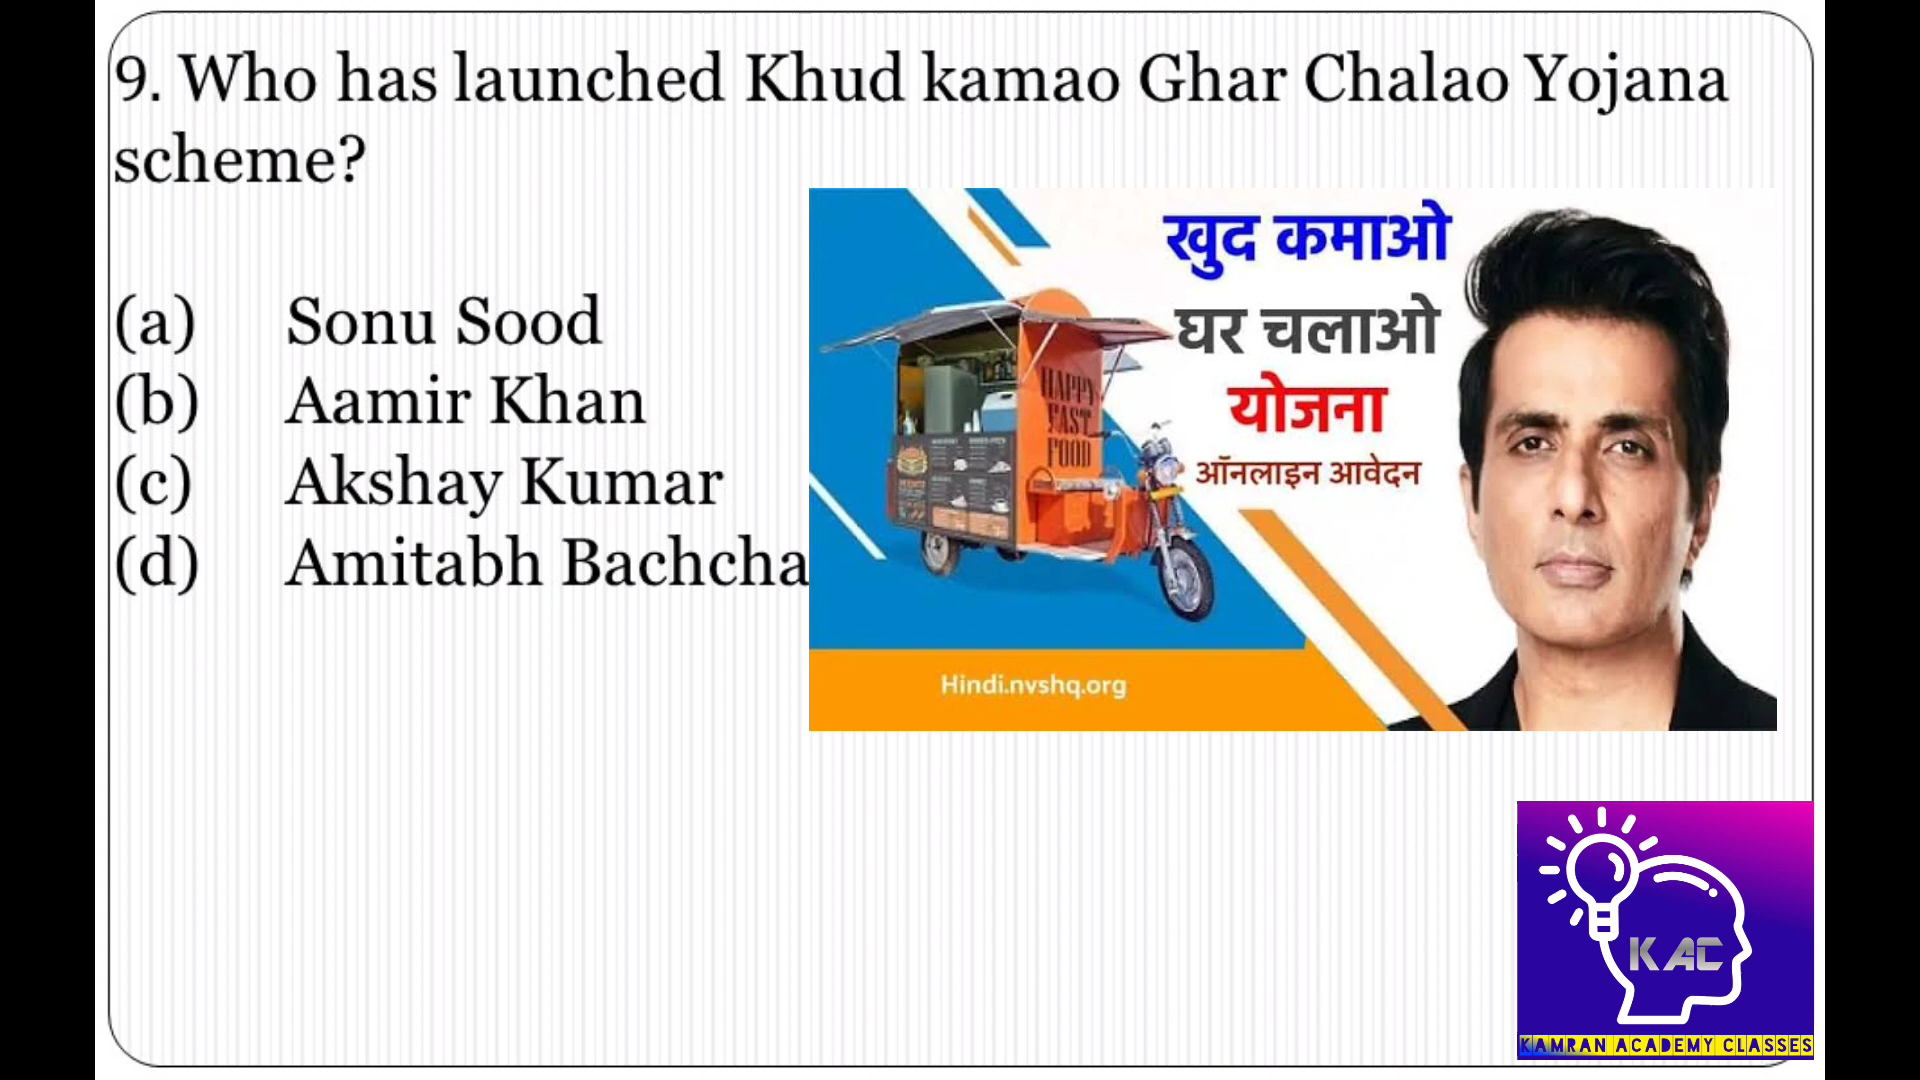 9. Who has launched Khud kamao Ghar Chalao Yojana
scheme?
(a) Sonu Sood
(b) Aamir Khan
(c) Akshay Kumar
(d) Amitabh Bachcha
खुद कमाओ
घर चलाओ
योजना
ऑनलाइन आवेदन
HAPPY
FAST
FOOD
Hindi.nvshq.org
KAC
KAMRAN ACADEMY CLASSES